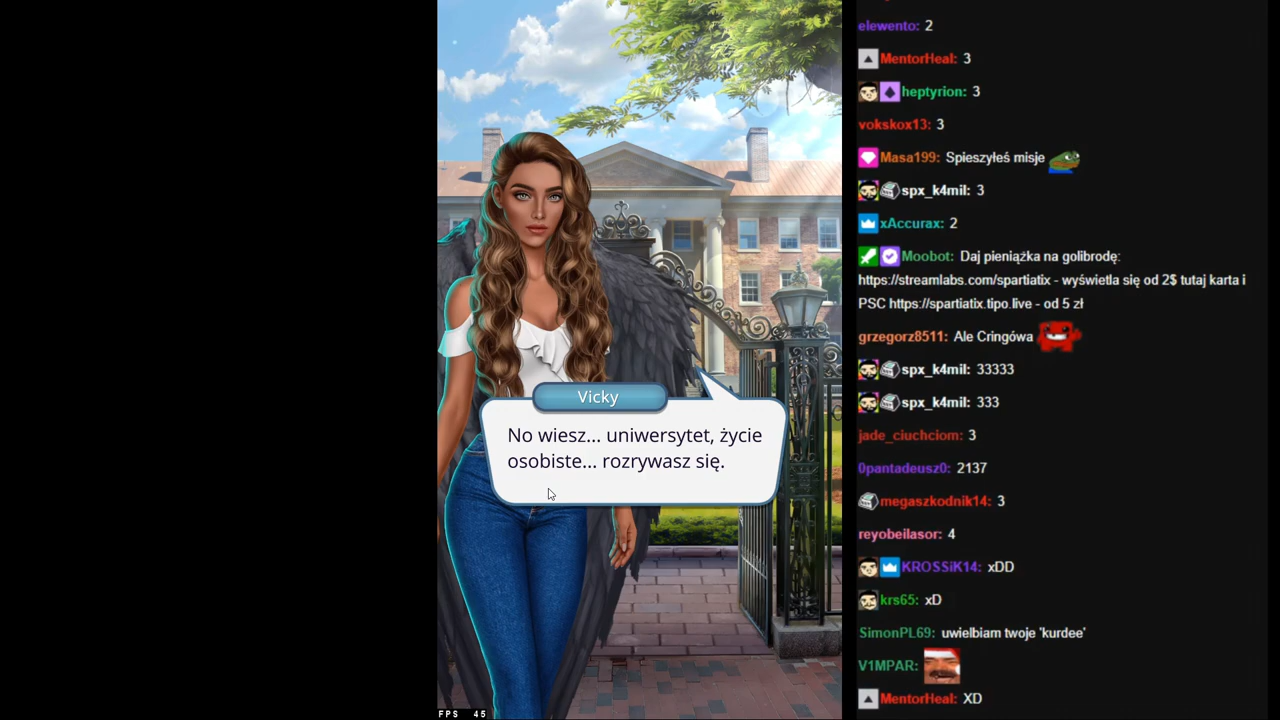 Vicky
No wiesz... uniwersytet, życie
osobiste... rozrywasz się.
FPS 45
elewento: 2
MentorHeal: 3
heptyrion: 3
vokskox13: 3
Masa199: Spieszyłeś misje
spx_k4mil: 3
xAccurax: 2
Moobot: Daj pieniążka na golibrodę:
https://streamlabs.com/spartiatix - wyświetla się od 2$ tutaj karta i
PSC https://spartiatix.tipo.live - od 5 zł
grzegorz8511: Ale Cringówa
spx_k4mil: 33333
spx_k4mil: 333
jade_ciuchciom: 3
0pantadeusz0: 2137
megaszkodnik14: 3
reyobeilasor: 4
KROSSiK14: xDD
krs65: xD
SimonPL69: uwielbiam twoje 'kurdee'
V1MPAR:
MentorHeal: XD